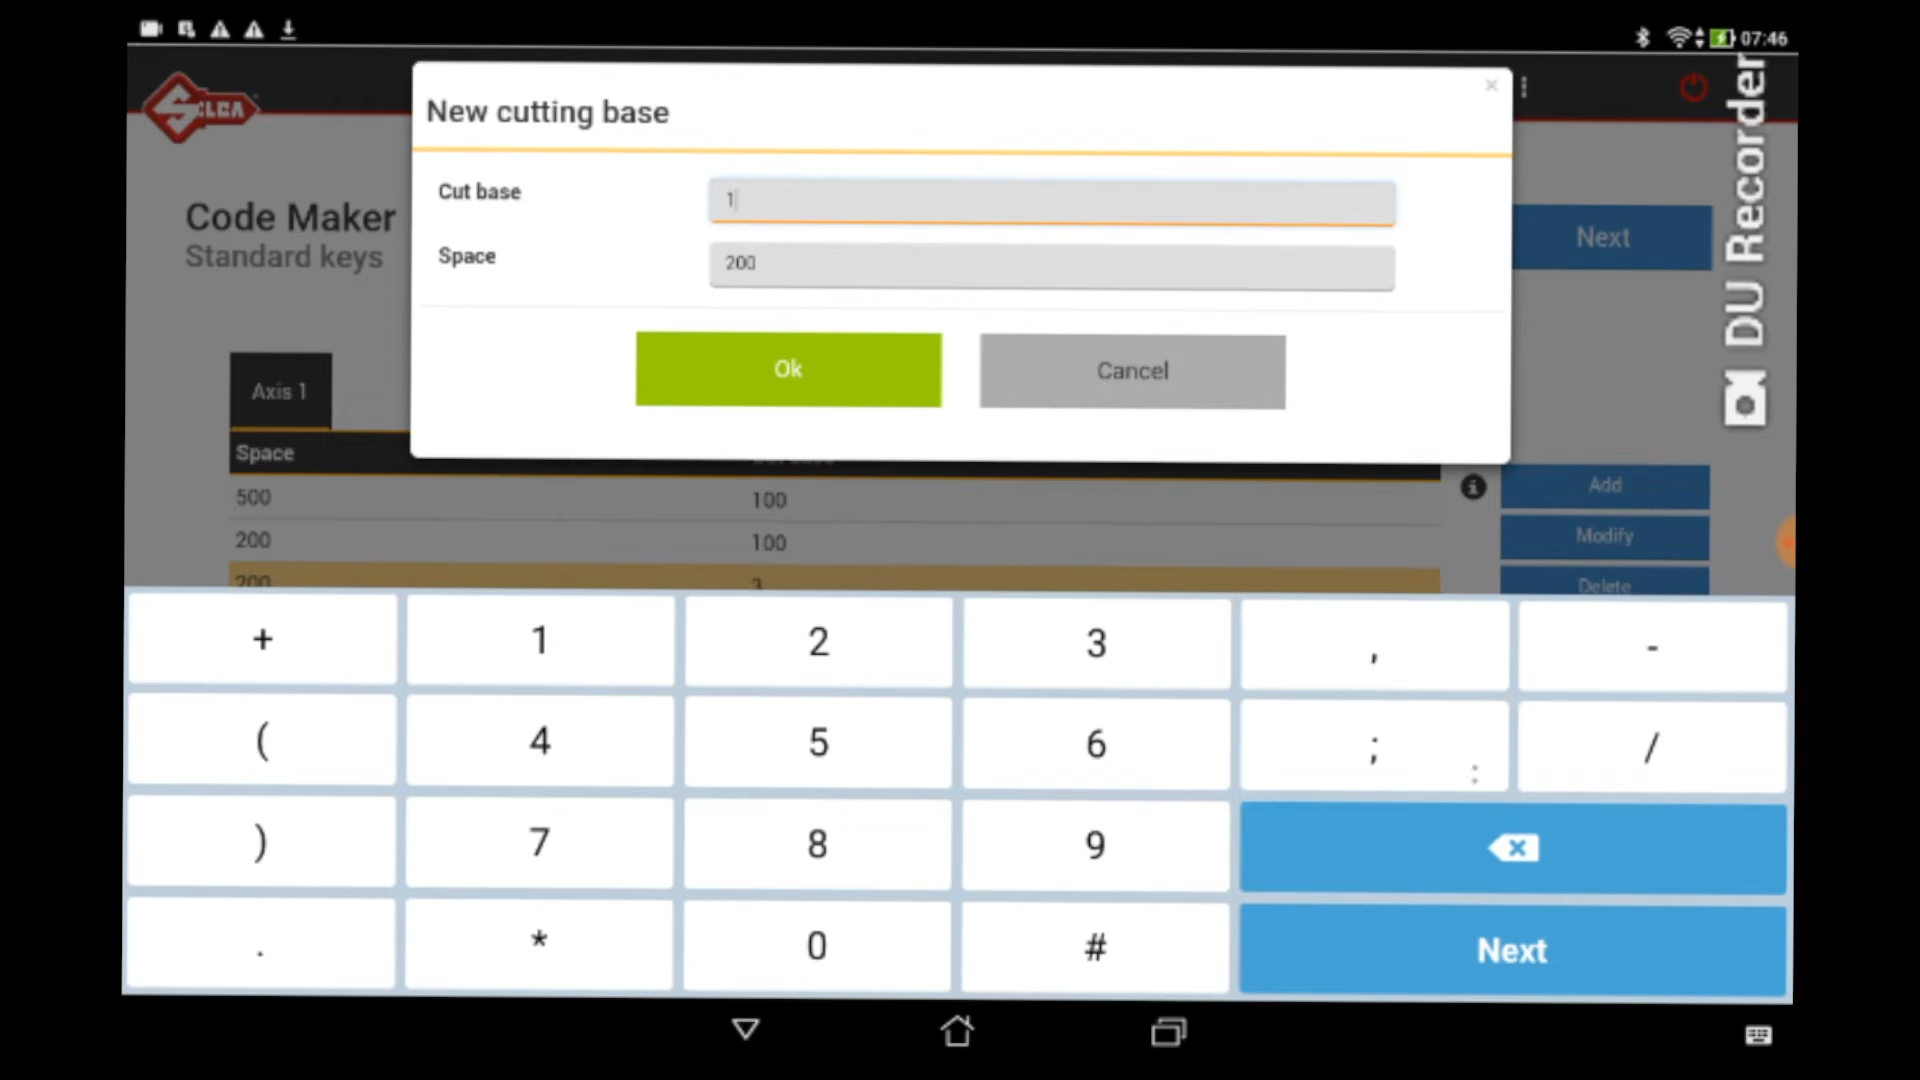 07:46
SILCA
New cutting base
Cut base
1
Space
200
Ok
Cancel
Code Maker
Standard keys
Next
DU Recorder
Axis 1
Space
500
100
Add
200
100
Modify
200
3
Delete
+
1
2
3
,
-
(
4
5
6
;
:
/
)
7
8
9
.
*
0
#
Next